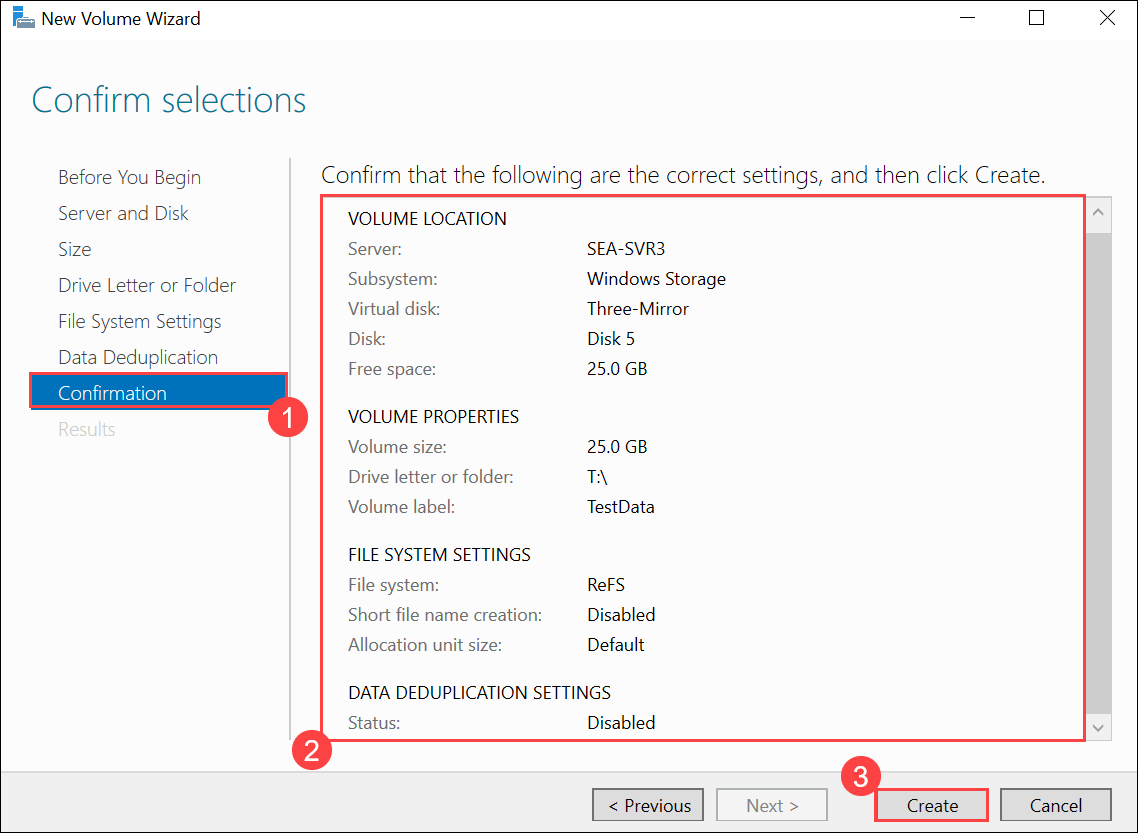 New Volume Wizard
Confirm selections
Before You Begin
Server and Disk
Size
Drive Letter or Folder
File System Settings
Data Deduplication
Confirmation
Results
1
Confirm that the following are the correct settings, and then click Create.
VOLUME LOCATION
Server: SEA-SVR3
Subsystem: Windows Storage
Virtual disk: Three-Mirror
Disk: Disk 5
Free space: 25.0 GB
VOLUME PROPERTIES
Volume size: 25.0 GB
Drive letter or folder: T:\
Volume label: TestData
FILE SYSTEM SETTINGS
File system: ReFS
Short file name creation: Disabled
Allocation unit size: Default
DATA DEDUPLICATION SETTINGS
Status: Disabled
2
3
< Previous Next > Create Cancel